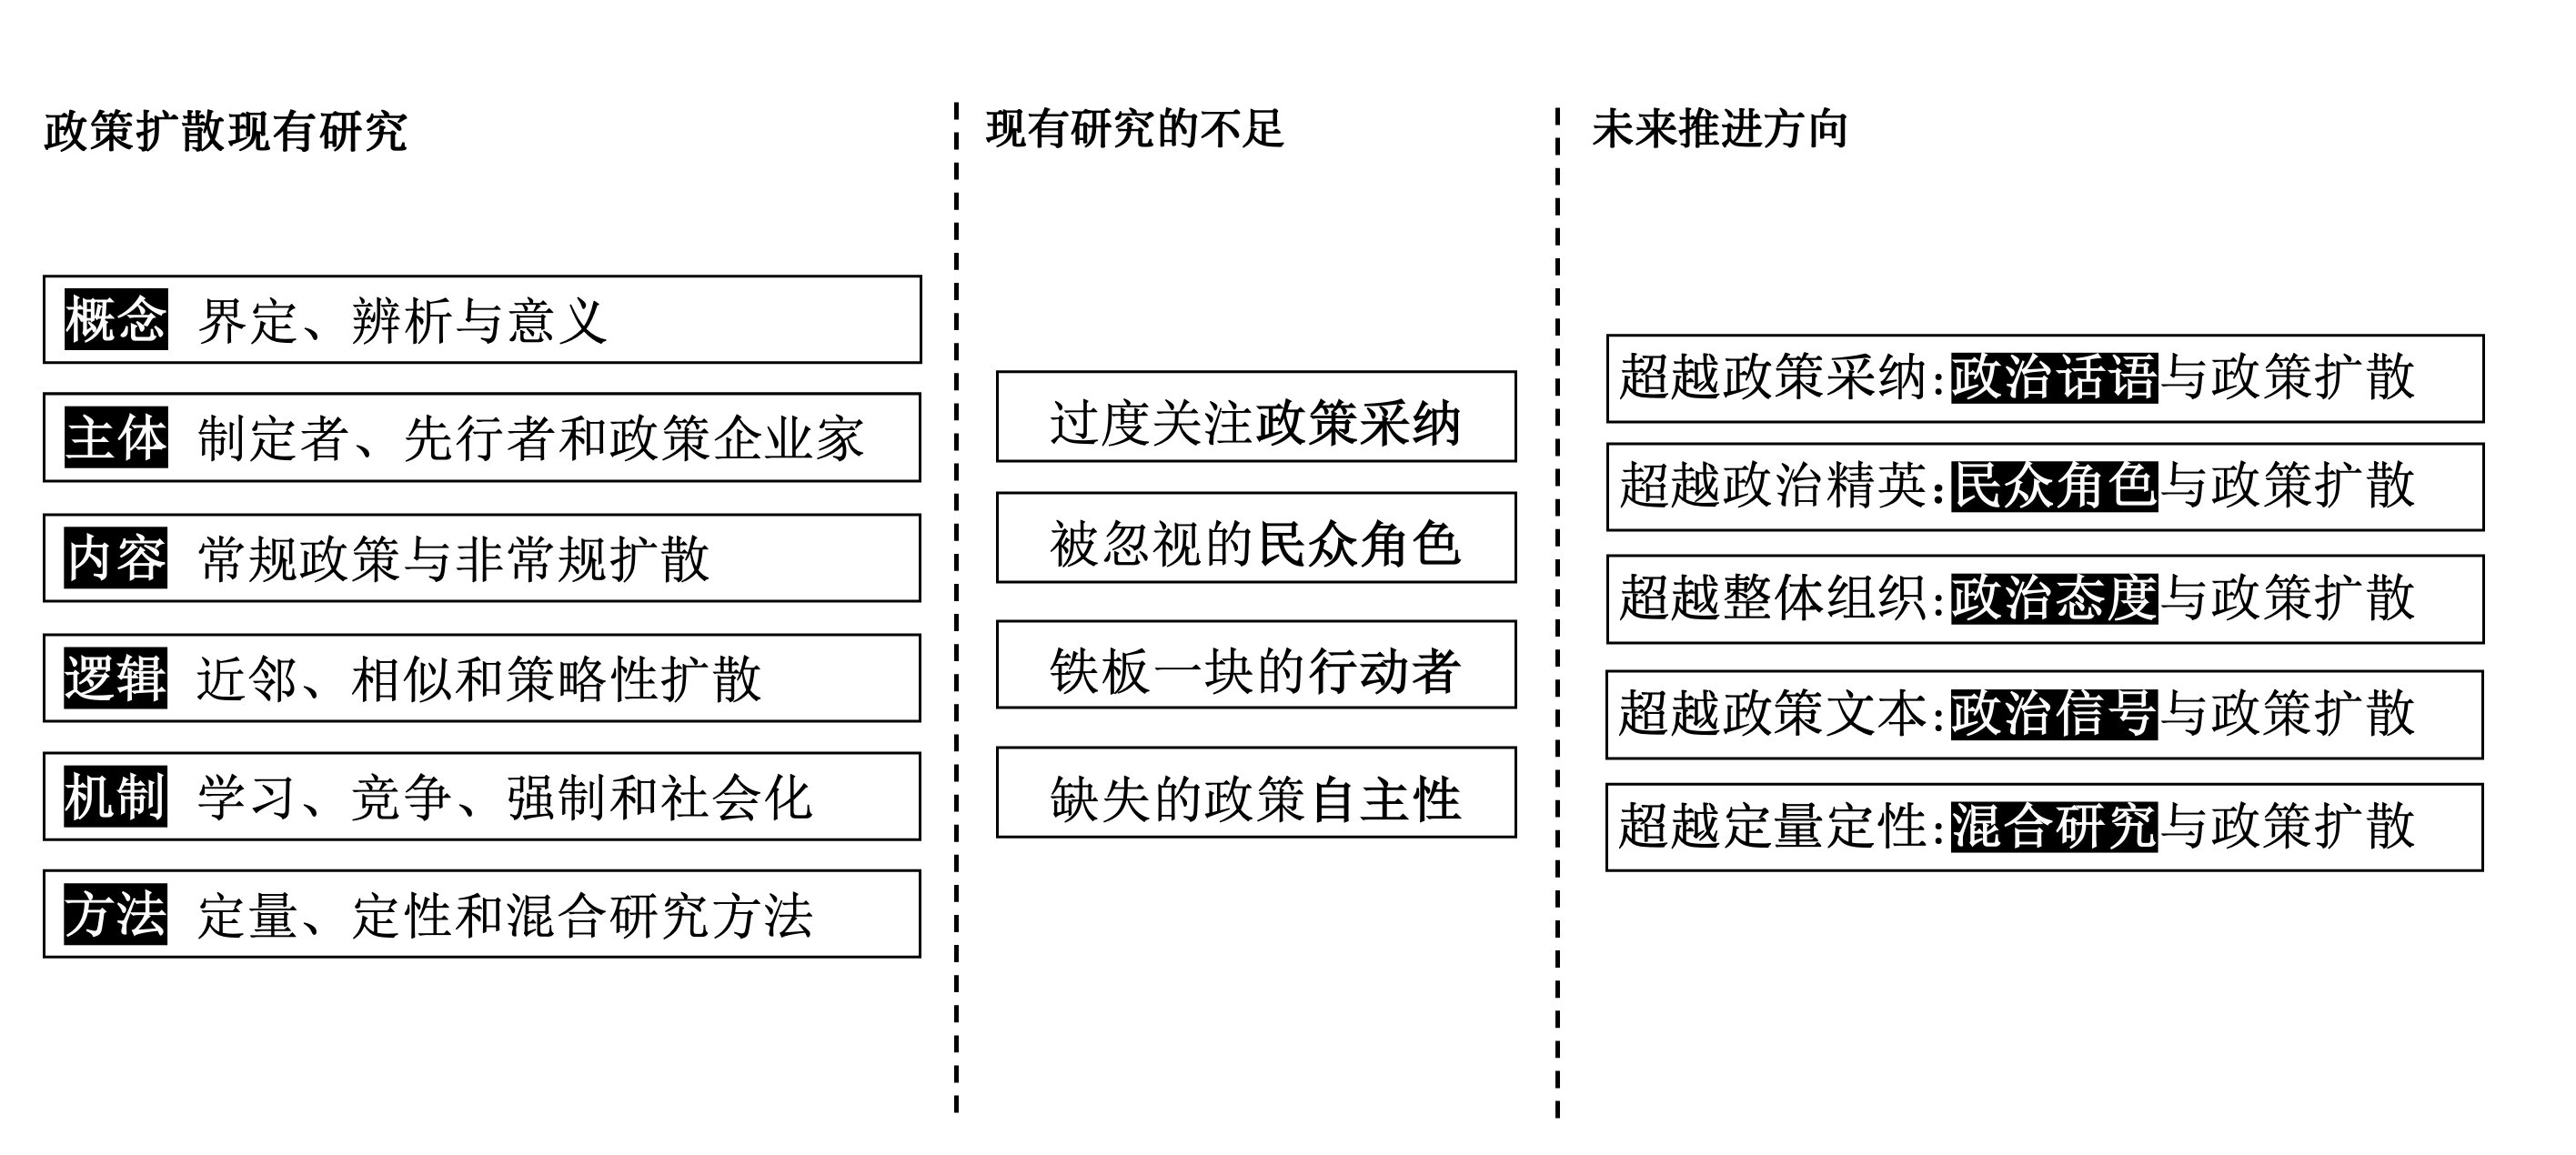 政策扩散现有研究
概念 界定、辨析与意义
主体 制定者、先行者和政策企业家
内容 常规政策与非常规扩散
逻辑 近邻、相似和策略性扩散
机制 学习、竞争、强制和社会化
方法 定量、定性和混合研究方法
现有研究的不足
过度关注政策采纳
被忽视的民众角色
铁板一块的行动者
缺失的政策自主性
未来推进方向
超越政策采纳:政治话语与政策扩散
超越政治精英:民众角色与政策扩散
超越整体组织:政治态度与政策扩散
超越政策文本:政治信号与政策扩散
超越定量定性:混合研究与政策扩散